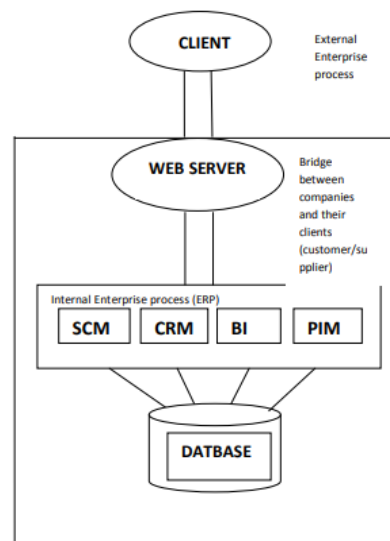 CLIENT
External
Enterprise
process
WEB SERVER
Bridge
between
companies
and their
clients
(customer/su
pplier)
Internal Enterprise process (ERP)
SCM
CRM
BI
PIM
DATBASE